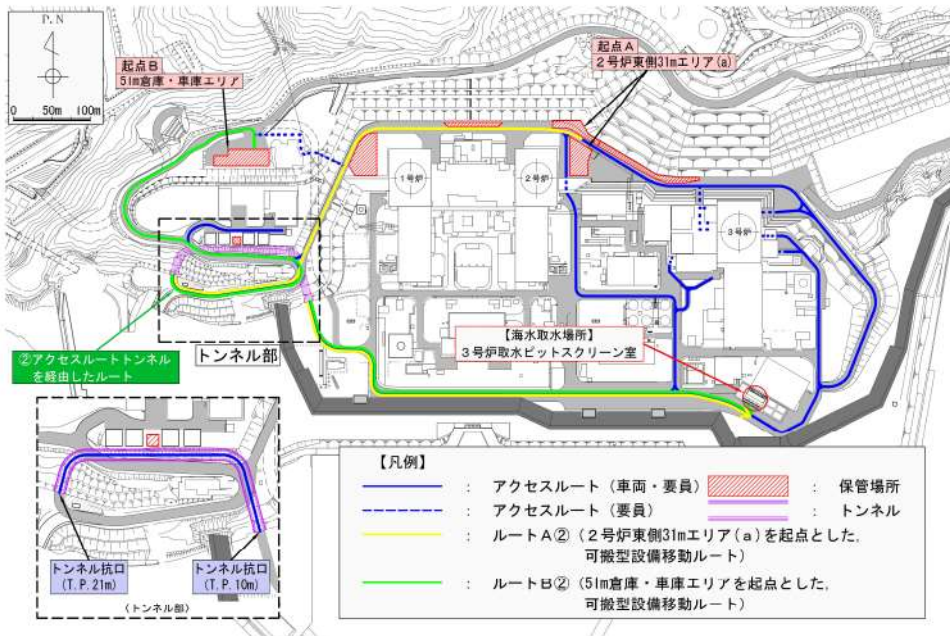 P.N
0 50m 100m
起点B
51m倉庫・車庫エリア
起点A
2号炉東側31mエリア(a)
1号炉
2号炉
3号炉
②アクセスルートトンネル
を経由したルート
トンネル部
【海水取水場所】
3号炉取水ピットスクリーン室
トンネル坑口
(T.P.21m)
トンネル坑口
(T.P.10m)
(トンネル部)
【凡例】
: アクセスルート(車両・要員)
: 保管場所
: アクセスルート(要員)
: トンネル
: ルートA②(2号炉東側31mエリア(a)を起点とした,
可搬型設備移動ルート)
: ルートB②(51m倉庫・車庫エリアを起点とした,
可搬型設備移動ルート)